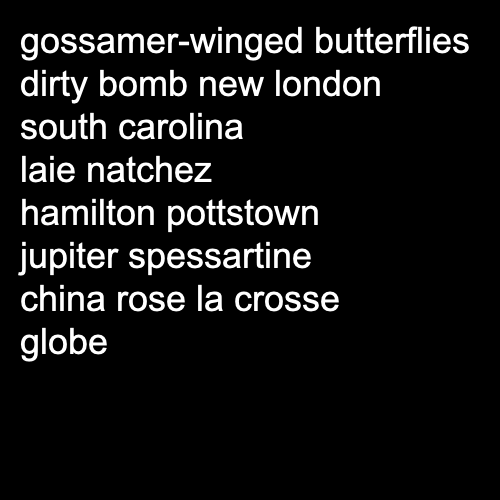 gossamer-winged butterflies
dirty bomb new london
south carolina
laie natchez
hamilton pottstown
jupiter spessartine
china rose la crosse
globe